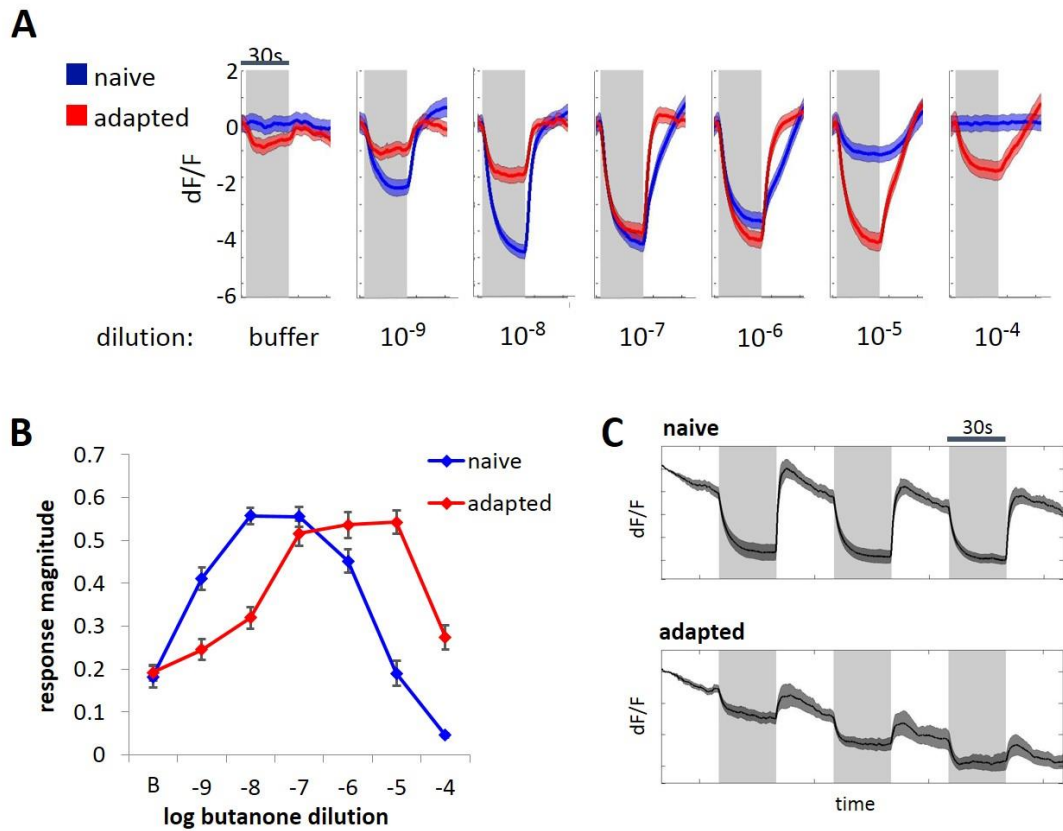 A
30s
naive
adapted
dF/F
2
0
-2
-4
-6
dilution: buffer 10⁻⁹ 10⁻⁸ 10⁻⁷ 10⁻⁶ 10⁻⁵ 10⁻⁴
B
naive
adapted
response magnitude
0.7
0.6
0.5
0.4
0.3
0.2
0.1
0
B -9 -8 -7 -6 -5 -4
log butanone dilution
C
naive
30s
dF/F
adapted
dF/F
time